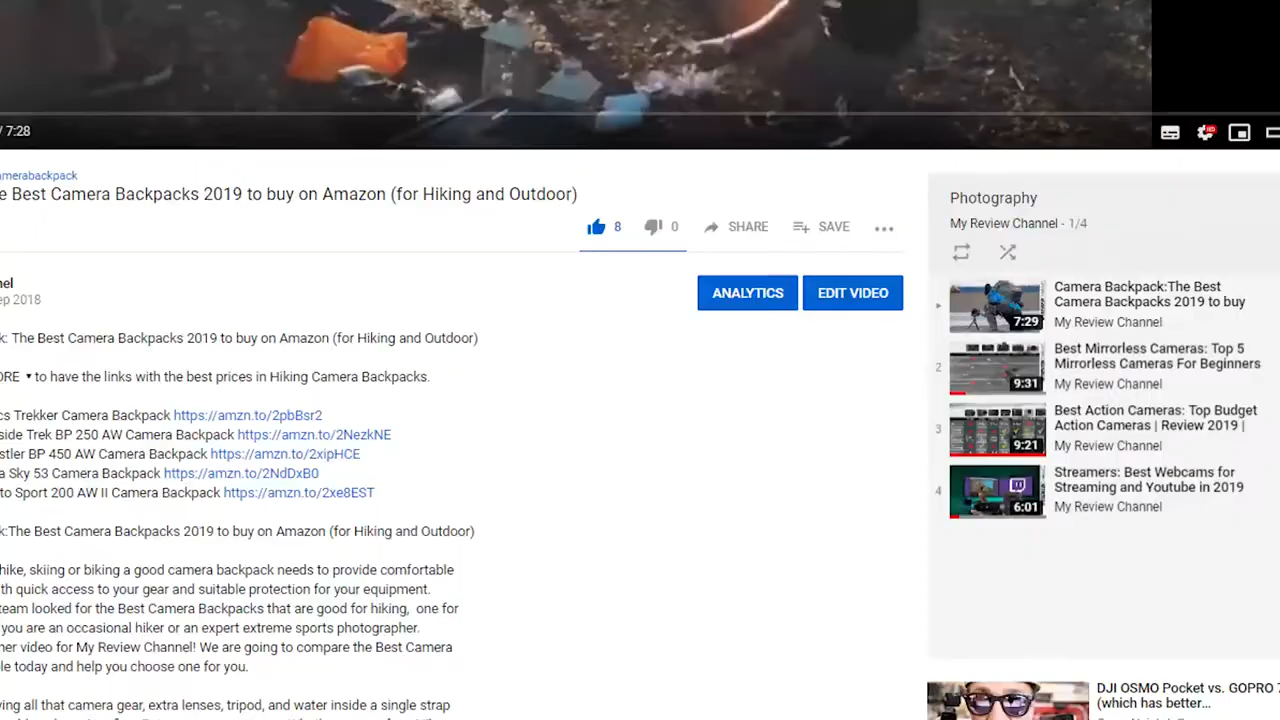 / 7:28
merabackpack
e Best Camera Backpacks 2019 to buy on Amazon (for Hiking and Outdoor)
8 0 SHARE SAVE
nel
ep 2018
ANALYTICS EDIT VIDEO
k: The Best Camera Backpacks 2019 to buy on Amazon (for Hiking and Outdoor)
ORE ▼to have the links with the best prices in Hiking Camera Backpacks.
cs Trekker Camera Backpack https://amzn.to/2pbBsr2
side Trek BP 250 AW Camera Backpack https://amzn.to/2NezkNE
stler BP 450 AW Camera Backpack https://amzn.to/2xipHCE
a Sky 53 Camera Backpack https://amzn.to/2NdDxB0
to Sport 200 AW II Camera Backpack https://amzn.to/2xe8EST
k:The Best Camera Backpacks 2019 to buy on Amazon (for Hiking and Outdoor)
hike, skiing or biking a good camera backpack needs to provide comfortable
th quick access to your gear and suitable protection for your equipment.
team looked for the Best Camera Backpacks that are good for hiking, one for
you are an occasional hiker or an expert extreme sports photographer.
her video for My Review Channel! We are going to compare the Best Camera
le today and help you choose one for you.
ving all that camera gear, extra lenses, tripod, and water inside a single strap
Photography
My Review Channel - 1/4
Camera Backpack:The Best
Camera Backpacks 2019 to buy
My Review Channel
7:29
2
Best Mirrorless Cameras: Top 5
Mirrorless Cameras For Beginners
My Review Channel
9:31
3
Best Action Cameras: Top Budget
Action Cameras | Review 2019 |
My Review Channel
9:21
4
Streamers: Best Webcams for
Streaming and Youtube in 2019
My Review Channel
6:01
DJI OSMO Pocket vs. GOPRO 7
(which has better...